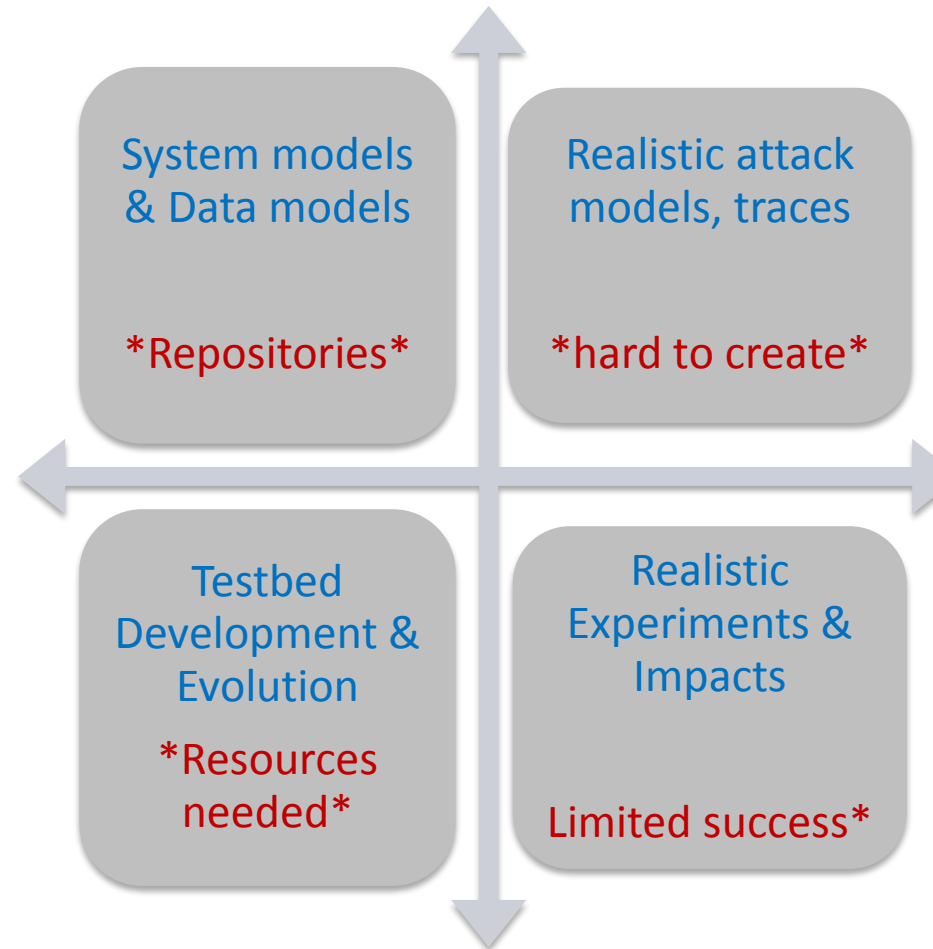 System models
& Data models
*Repositories*
Realistic attack
models, traces
*hard to create*
Testbed
Development &
Evolution
*Resources
needed*
Realistic
Experiments &
Impacts
Limited success*